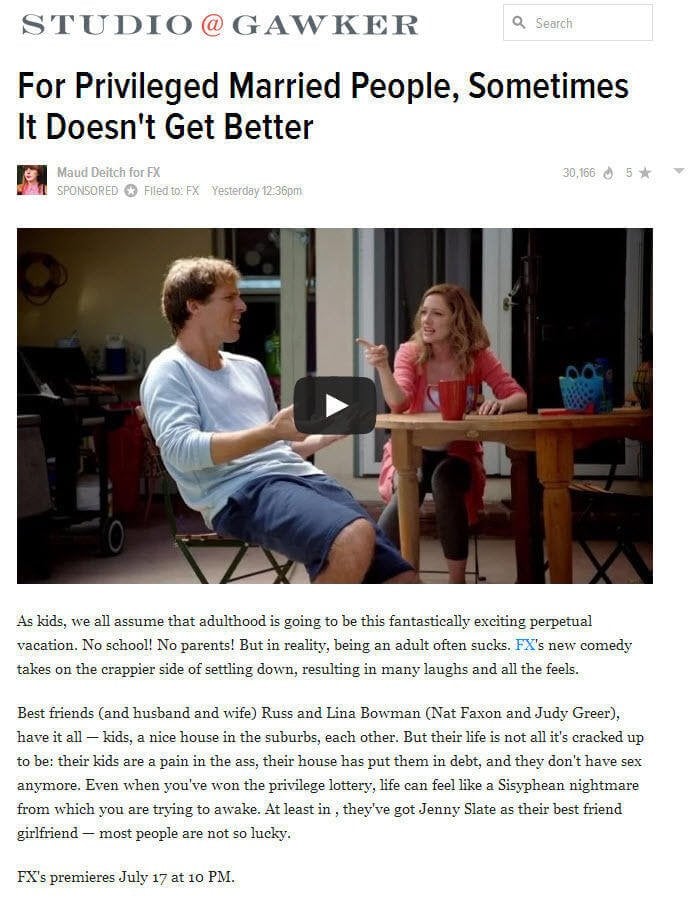 STUDIO@GAWKER
Search
For Privileged Married People, Sometimes
It Doesn't Get Better
Maud Deitch for FX
30,166 5
SPONSORED Filed to: FX Yesterday 12:36pm
As kids, we all assume that adulthood is going to be this fantastically exciting perpetual
vacation. No school! No parents! But in reality, being an adult often sucks. FX's new comedy
takes on the crappier side of settling down, resulting in many laughs and all the feels.
Best friends (and husband and wife) Russ and Lina Bowman (Nat Faxon and Judy Greer),
have it all — kids, a nice house in the suburbs, each other. But their life is not all it's cracked up
to be: their kids are a pain in the ass, their house has put them in debt, and they don't have sex
anymore. Even when you've won the privilege lottery, life can feel like a Sisyphean nightmare
from which you are trying to awake. At least in , they've got Jenny Slate as their best friend
girlfriend — most people are not so lucky.
FX's premieres July 17 at 10 PM.